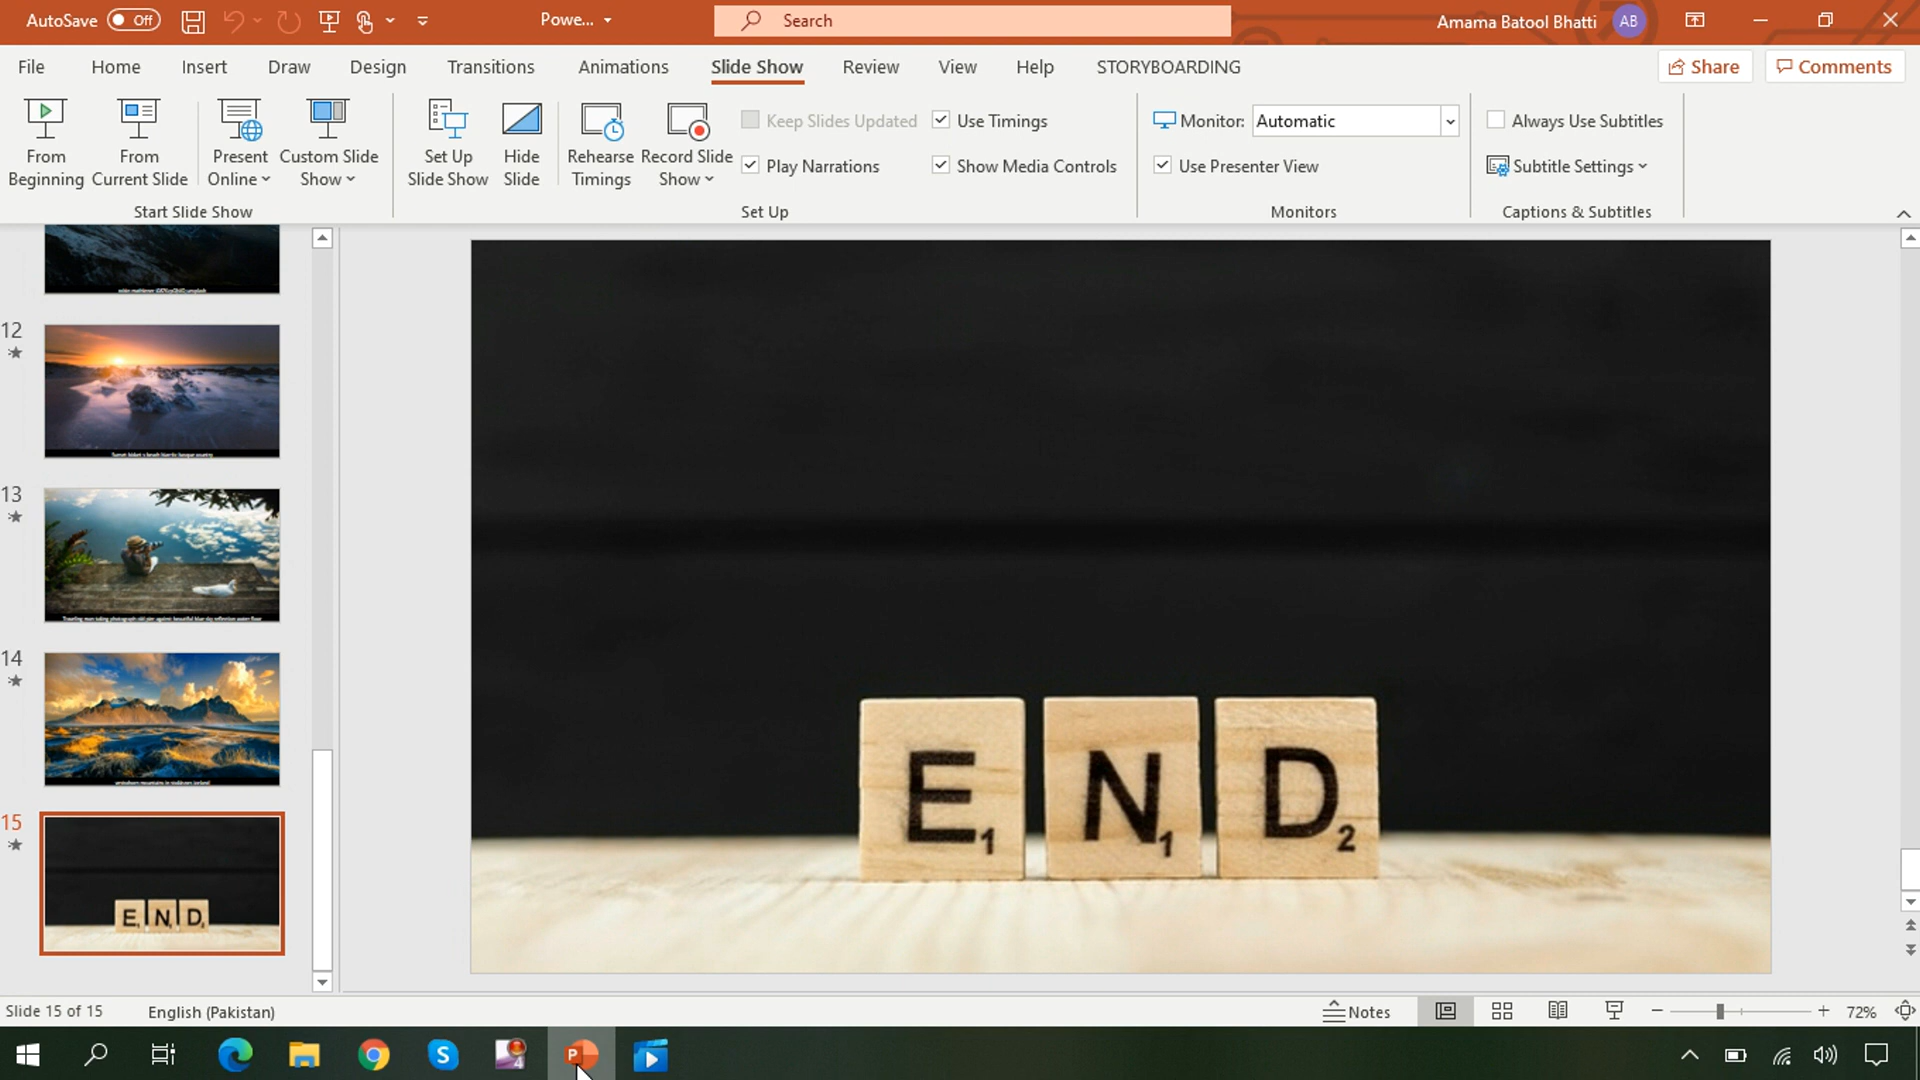 AutoSave Off Powe... Search Amama Batool Bhatti AB
File Home Insert Draw Design Transitions Animations Slide Show Review View Help STORYBOARDING Share Comments
From Beginning
From Current Slide
Present Online
Custom Slide Show
Start Slide Show
Set Up Slide Show
Hide Slide
Rehearse Timings
Record Slide Show
Keep Slides Updated
Use Timings
Play Narrations
Show Media Controls
Set Up
Monitor: Automatic
Use Presenter View
Monitors
Always Use Subtitles
Subtitle Settings
Captions & Subtitles
12
13
14
15
E N D
E1 N1 D2
Slide 15 of 15 English (Pakistan) Notes 72%